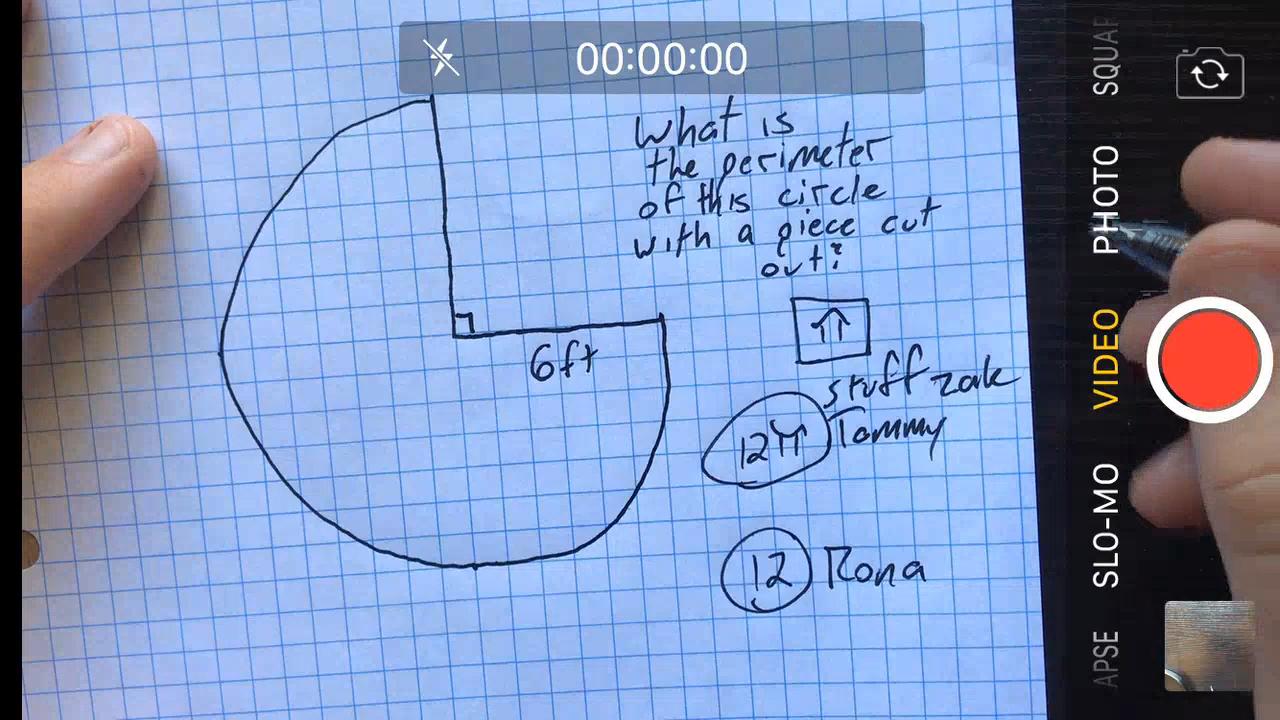 00:00:00
What is
the perimeter
of this circle
with a piece cut
out?
6ft
π
stuff zak
12π Tommy
12 Rona
SQUAR
PHOTO
VIDEO
SLO-MO
APSE